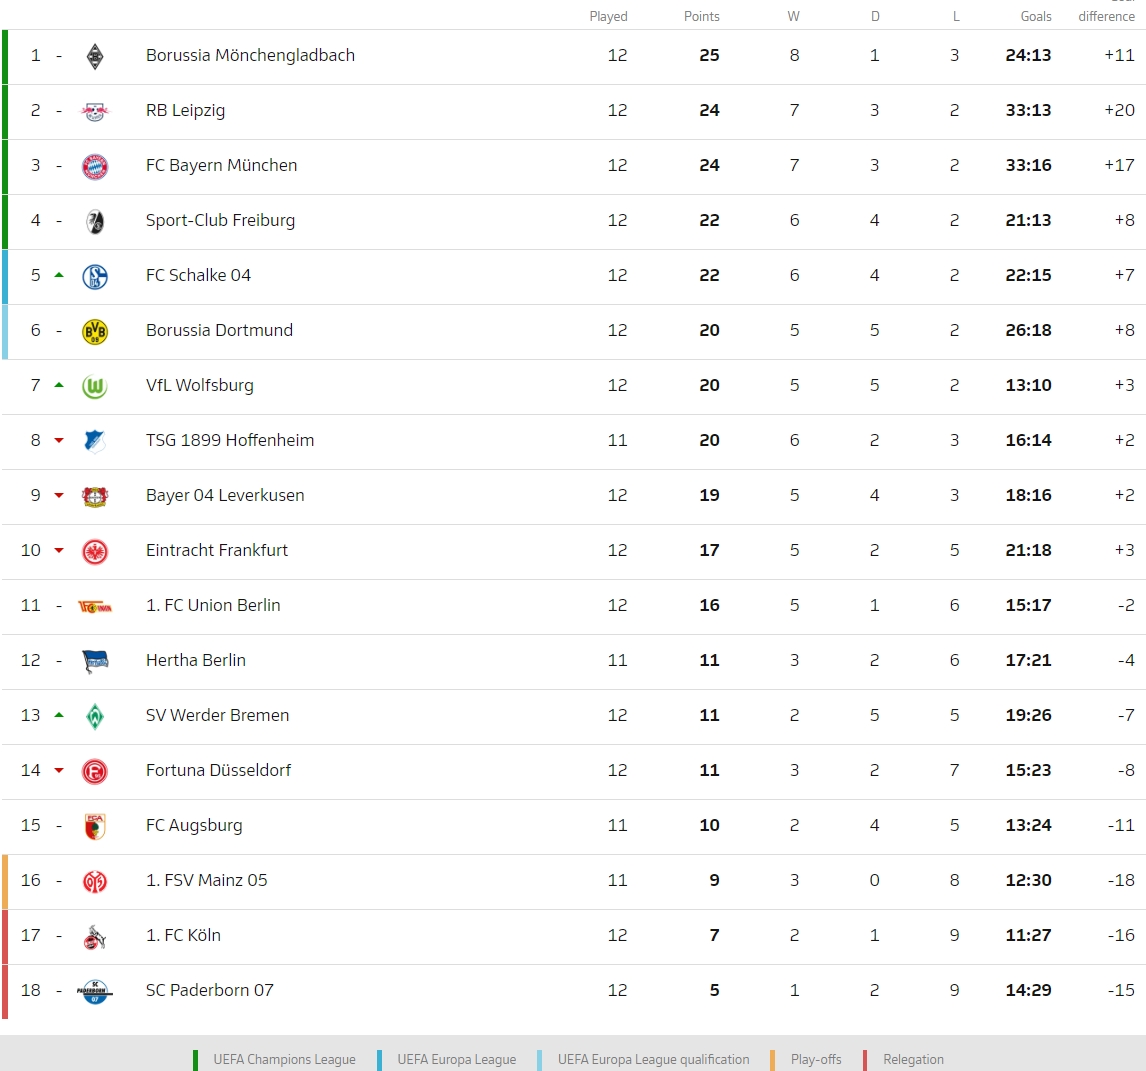 Played Points W D L Goals difference
1 - Borussia Mönchengladbach 12 25 8 1 3 24:13 +11
2 - RB Leipzig 12 24 7 3 2 33:13 +20
3 - FC Bayern München 12 24 7 3 2 33:16 +17
4 - Sport-Club Freiburg 12 22 6 4 2 21:13 +8
5 FC Schalke 04 12 22 6 4 2 22:15 +7
6 - Borussia Dortmund 12 20 5 5 2 26:18 +8
7 VfL Wolfsburg 12 20 5 5 2 13:10 +3
8 TSG 1899 Hoffenheim 11 20 6 2 3 16:14 +2
9 Bayer 04 Leverkusen 12 19 5 4 3 18:16 +2
10 Eintracht Frankfurt 12 17 5 2 5 21:18 +3
11 - 1. FC Union Berlin 12 16 5 1 6 15:17 -2
12 - Hertha Berlin 11 11 3 2 6 17:21 -4
13 SV Werder Bremen 12 11 2 5 5 19:26 -7
14 Fortuna Düsseldorf 12 11 3 2 7 15:23 -8
15 - FC Augsburg 11 10 2 4 5 13:24 -11
16 - 1. FSV Mainz 05 11 9 3 0 8 12:30 -18
17 - 1. FC Köln 12 7 2 1 9 11:27 -16
18 - SC Paderborn 07 12 5 1 2 9 14:29 -15
UEFA Champions League UEFA Europa League UEFA Europa League qualification Play-offs Relegation